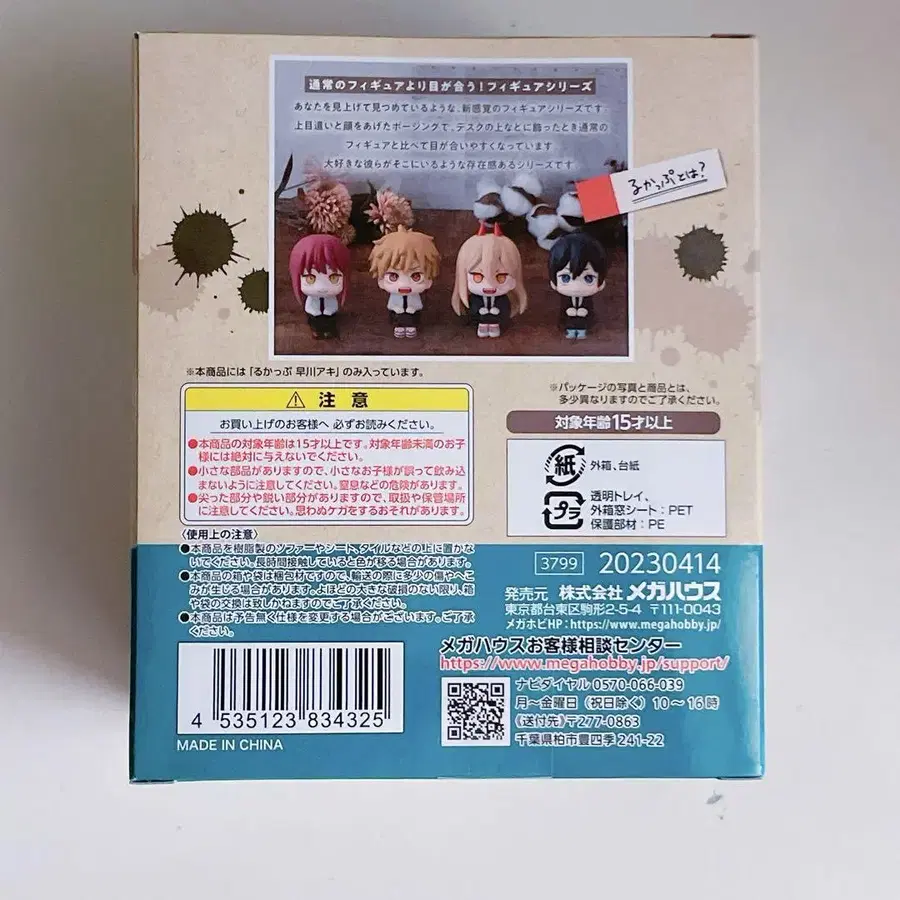 通常のフィギュアより目が合う!フィギュアシリーズ
あなたを見上げて見つめているような、新感覚のフィギュアシリーズです
上目遣いと顔をあげたポージングで、デスクの上などに飾ったとき通常の
フィギュアと比べて目が合いやすくなっています
大好きな彼らがそこにいるような存在感あるシリーズです
るかっぷとは?
※本商品には「るかっぷ 早川アキ」のみ入っています。
※パッケージの写真と商品とは、
多少異なりますのでご了承ください。
⚠ 注意
お買い上げのお客様へ 必ずお読みください。
●本商品の対象年齢は15才以上です。対象年齢未満のお子
様には絶対に与えないでください。
●小さな部品がありますので、小さなお子様が誤って飲み込ま
ないように注意してください。窒息などの危険があります。
●尖った部分や鋭い部分がありますので、取扱や保管場所
に注意してください。思わぬケガをするおそれがあります。
対象年齢15才以上
紙 外箱、台紙
プラ 透明トレイ、
外箱窓シート:PET
保護部材:PE
〈使用上の注意〉
●本商品を樹脂製のソファーやシート、タイルなどの上に置かな
いでください。長時間接触していると色が移る場合があります。
●本商品の箱や袋は梱包材ですので、輸送の際に多少の傷やへこ
みが生じる場合があります。よほどの大きな破損のない限り、箱
や袋の交換は致しかねますのでご了承ください。
●本商品は予告無く仕様を変更する場合がございます。ご了承
ください。
3799 20230414
発売元 株式会社メガハウス
東京都台東区駒形2-5-4 〒111-0043
メガホビHP:https://www.megahobby.jp/
メガハウスお客様相談センター
https://www.megahobby.jp/support/
ナビダイヤル 0570-066-039
月〜金曜日(祝日除く)10〜16時
《送付先》〒277-0863
千葉県柏市豊四季241-22
4 535123 834325
MADE IN CHINA